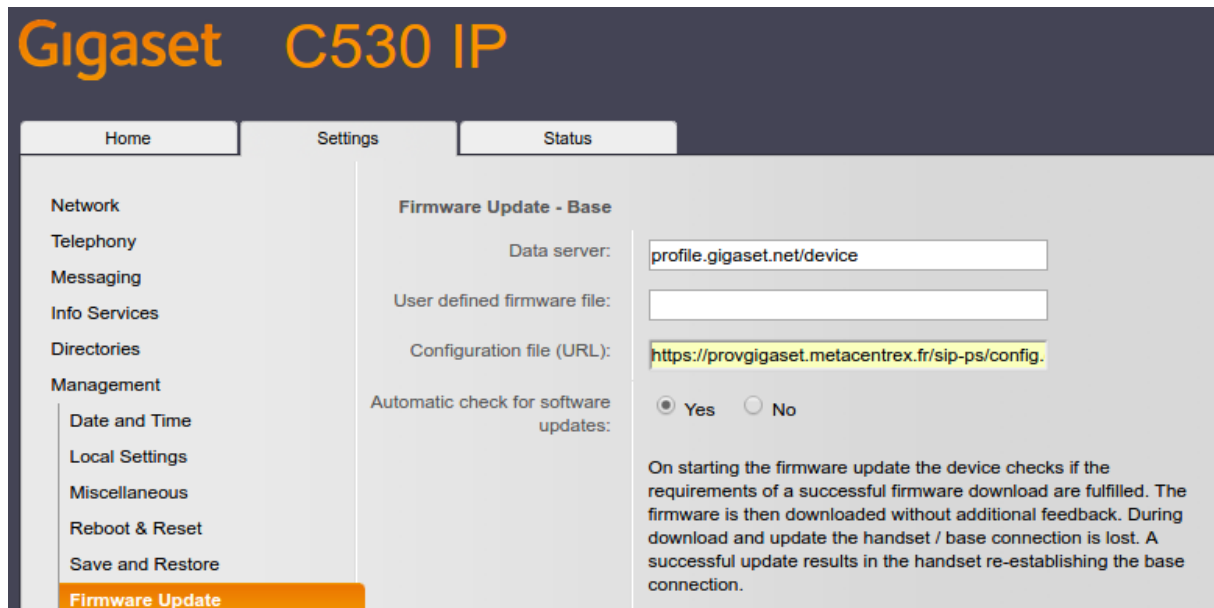 Gigaset C530 IP
Home Settings Status
Network
Telephony
Messaging
Info Services
Directories
Management
Date and Time
Local Settings
Miscellaneous
Reboot & Reset
Save and Restore
Firmware Update
Firmware Update - Base
Data server: profile.gigaset.net/device
User defined firmware file:
Configuration file (URL): https://provgigaset.metacentrex.fr/sip-ps/config.
Automatic check for software
updates:
Yes No
On starting the firmware update the device checks if the
requirements of a successful firmware download are fulfilled. The
firmware is then downloaded without additional feedback. During
download and update the handset / base connection is lost. A
successful update results in the handset re-establishing the base
connection.